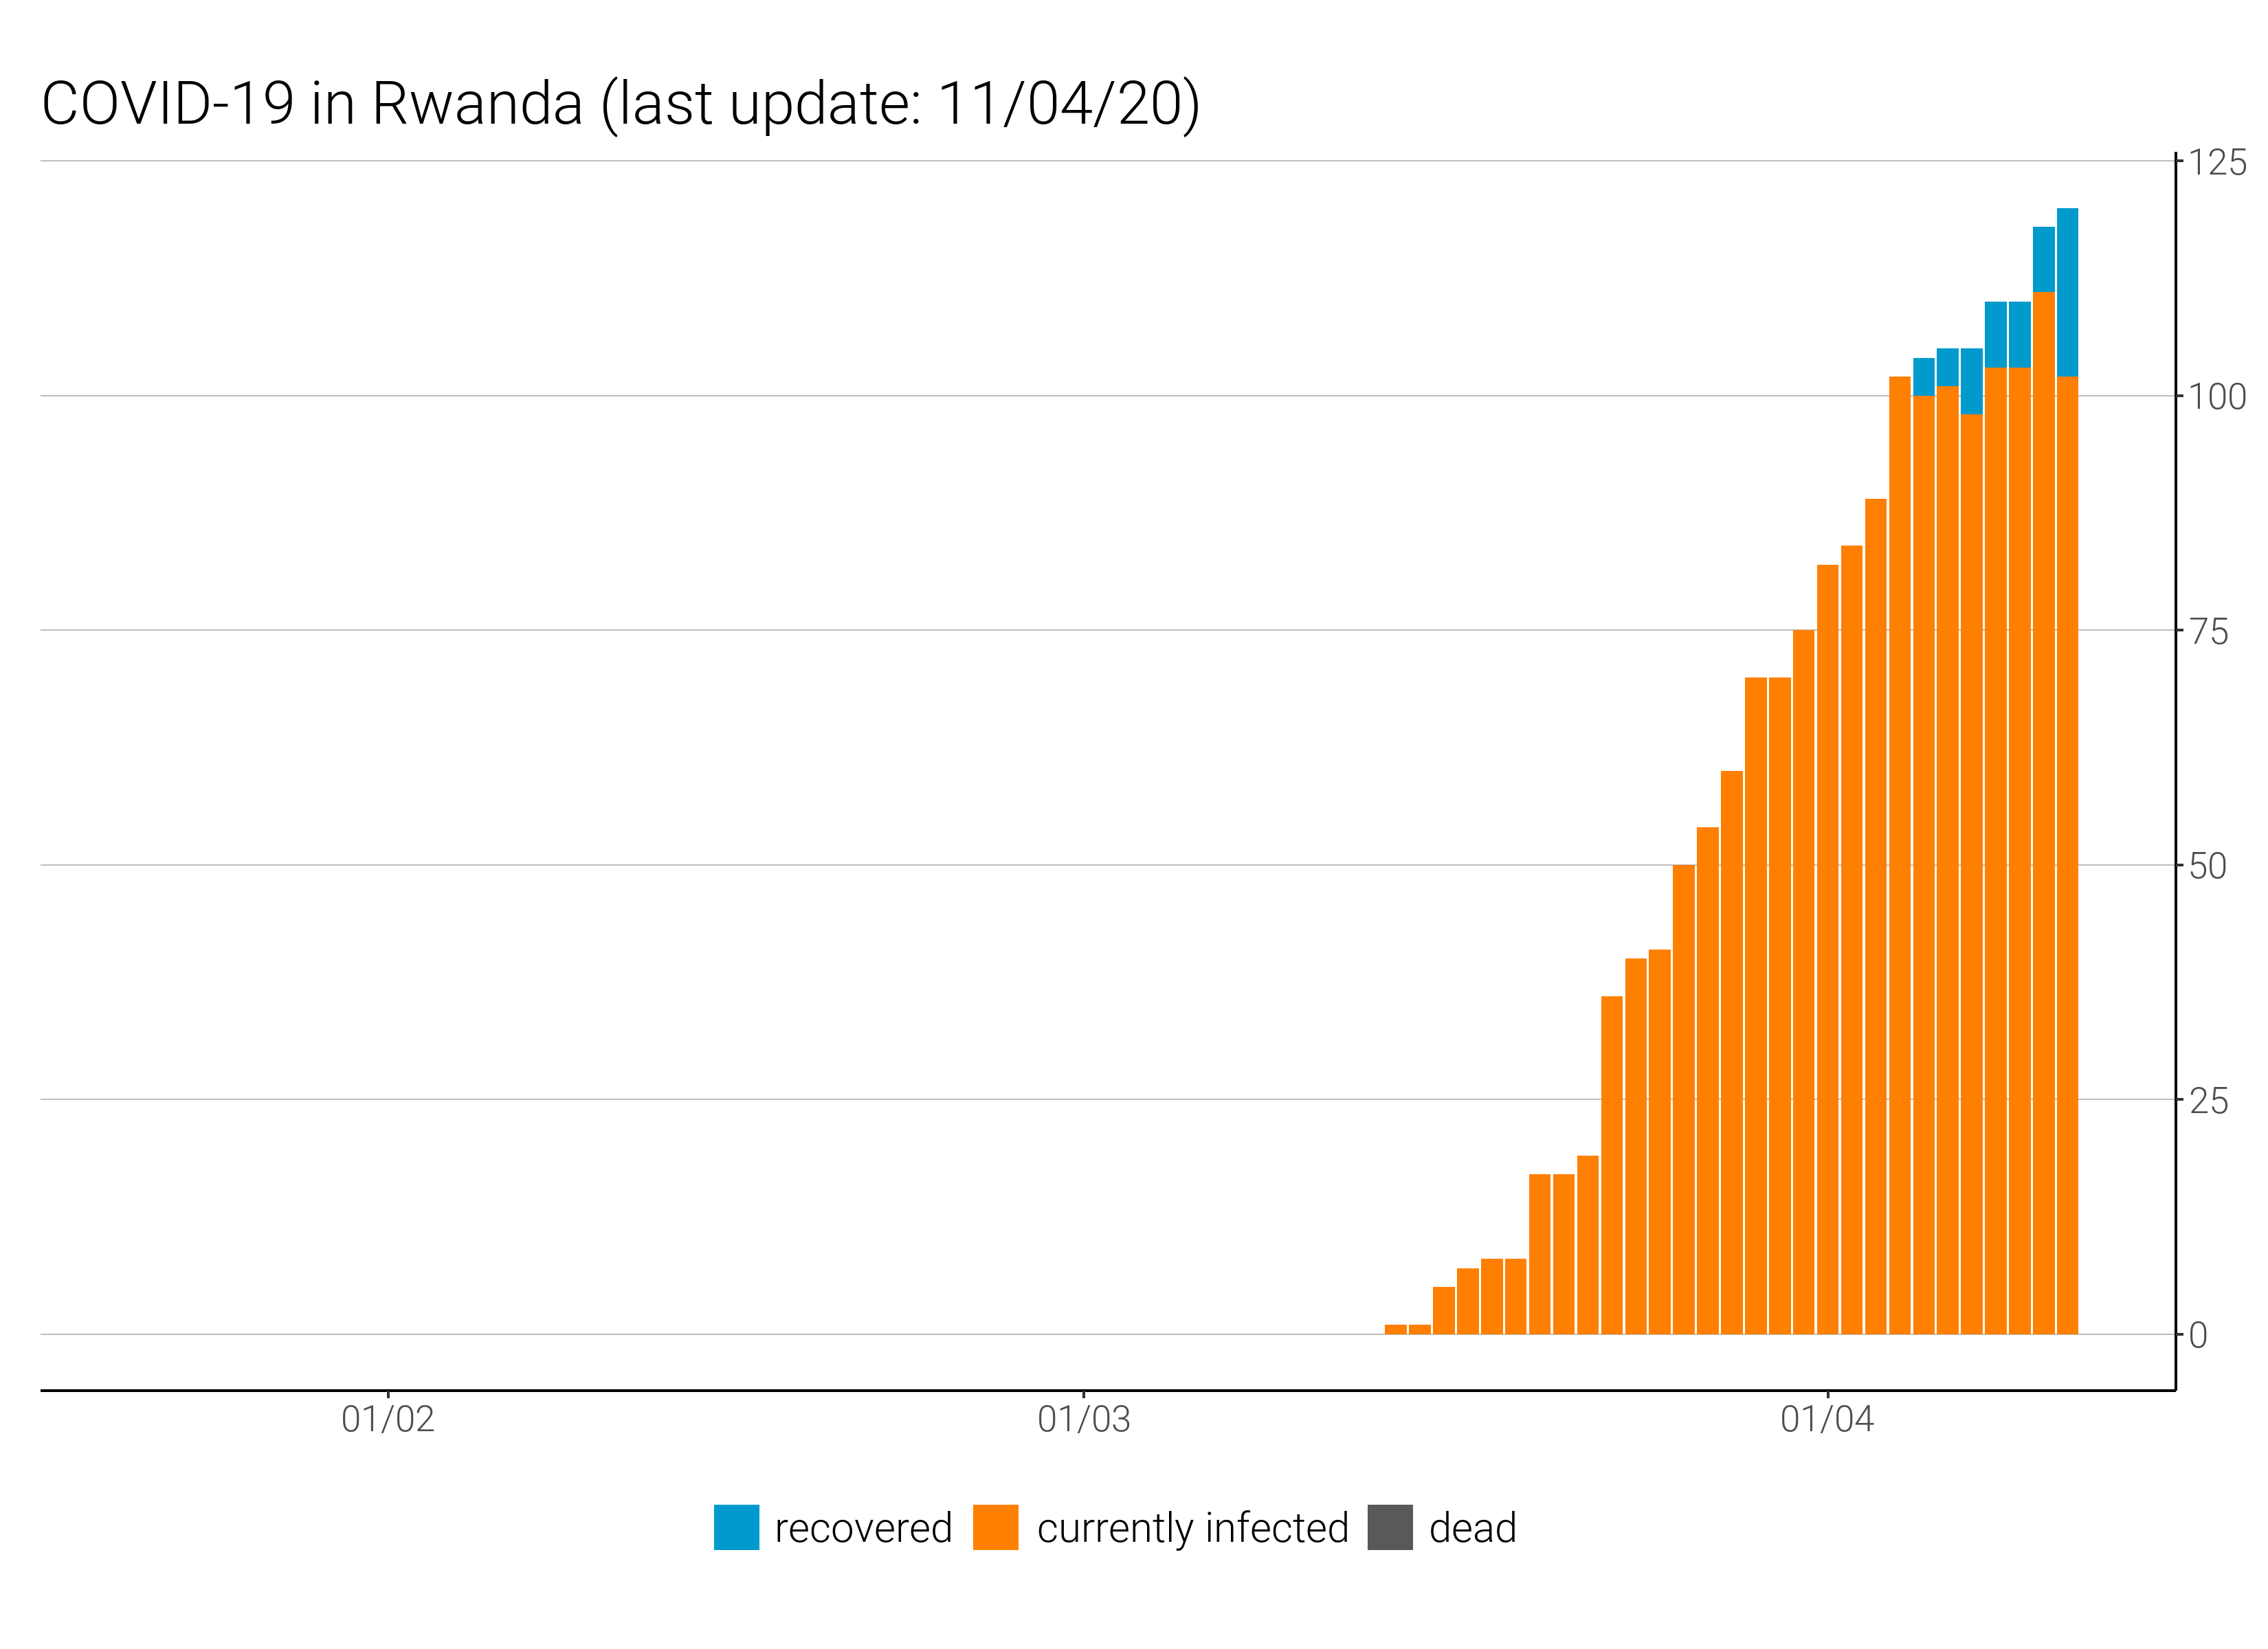 COVID-19 in Rwanda (last update: 11/04/20)
125
100
75
50
25
0
01/02 01/03 01/04
recovered currently infected dead